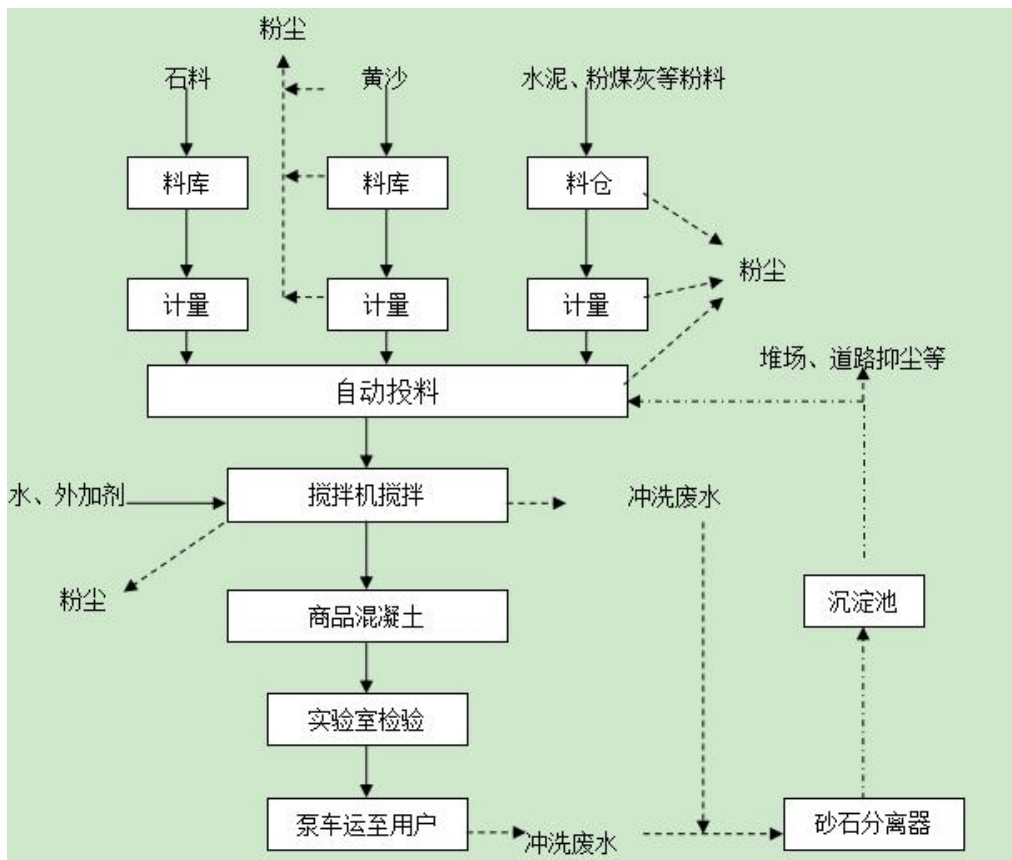 粉尘
石料
黄沙
水泥、粉煤灰等粉料
料库
料库
料仓
粉尘
计量
计量
计量
堆场、道路抑尘等
自动投料
水、外加剂
搅拌机搅拌
冲洗废水
粉尘
商品混凝土
沉淀池
实验室检验
泵车运至用户
冲洗废水
砂石分离器